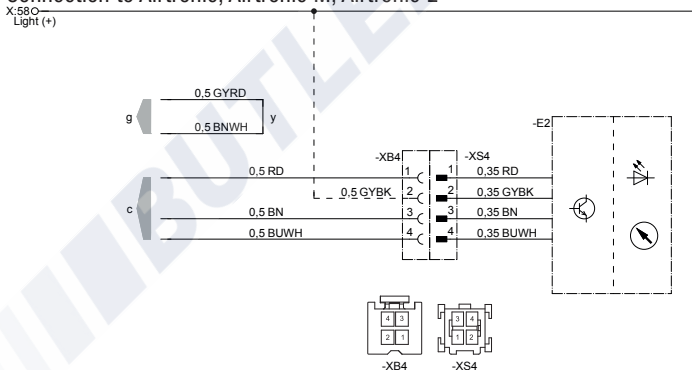 Connection to Airtronic, Airtronic M, Airtronic L
X:58
Light (+)
0,5 GYRD
g
y
0,5 BNWH
-E2
-XB4
-XS4
0,5 RD
1
1
0,35 RD
0,5 GYBK
2
2
0,35 GYBK
c
0,5 BN
3
3
0,35 BN
0,5 BUWH
4
4
0,35 BUWH
4 3
3 4
2 1
1 2
-XB4
-XS4
BUTLER